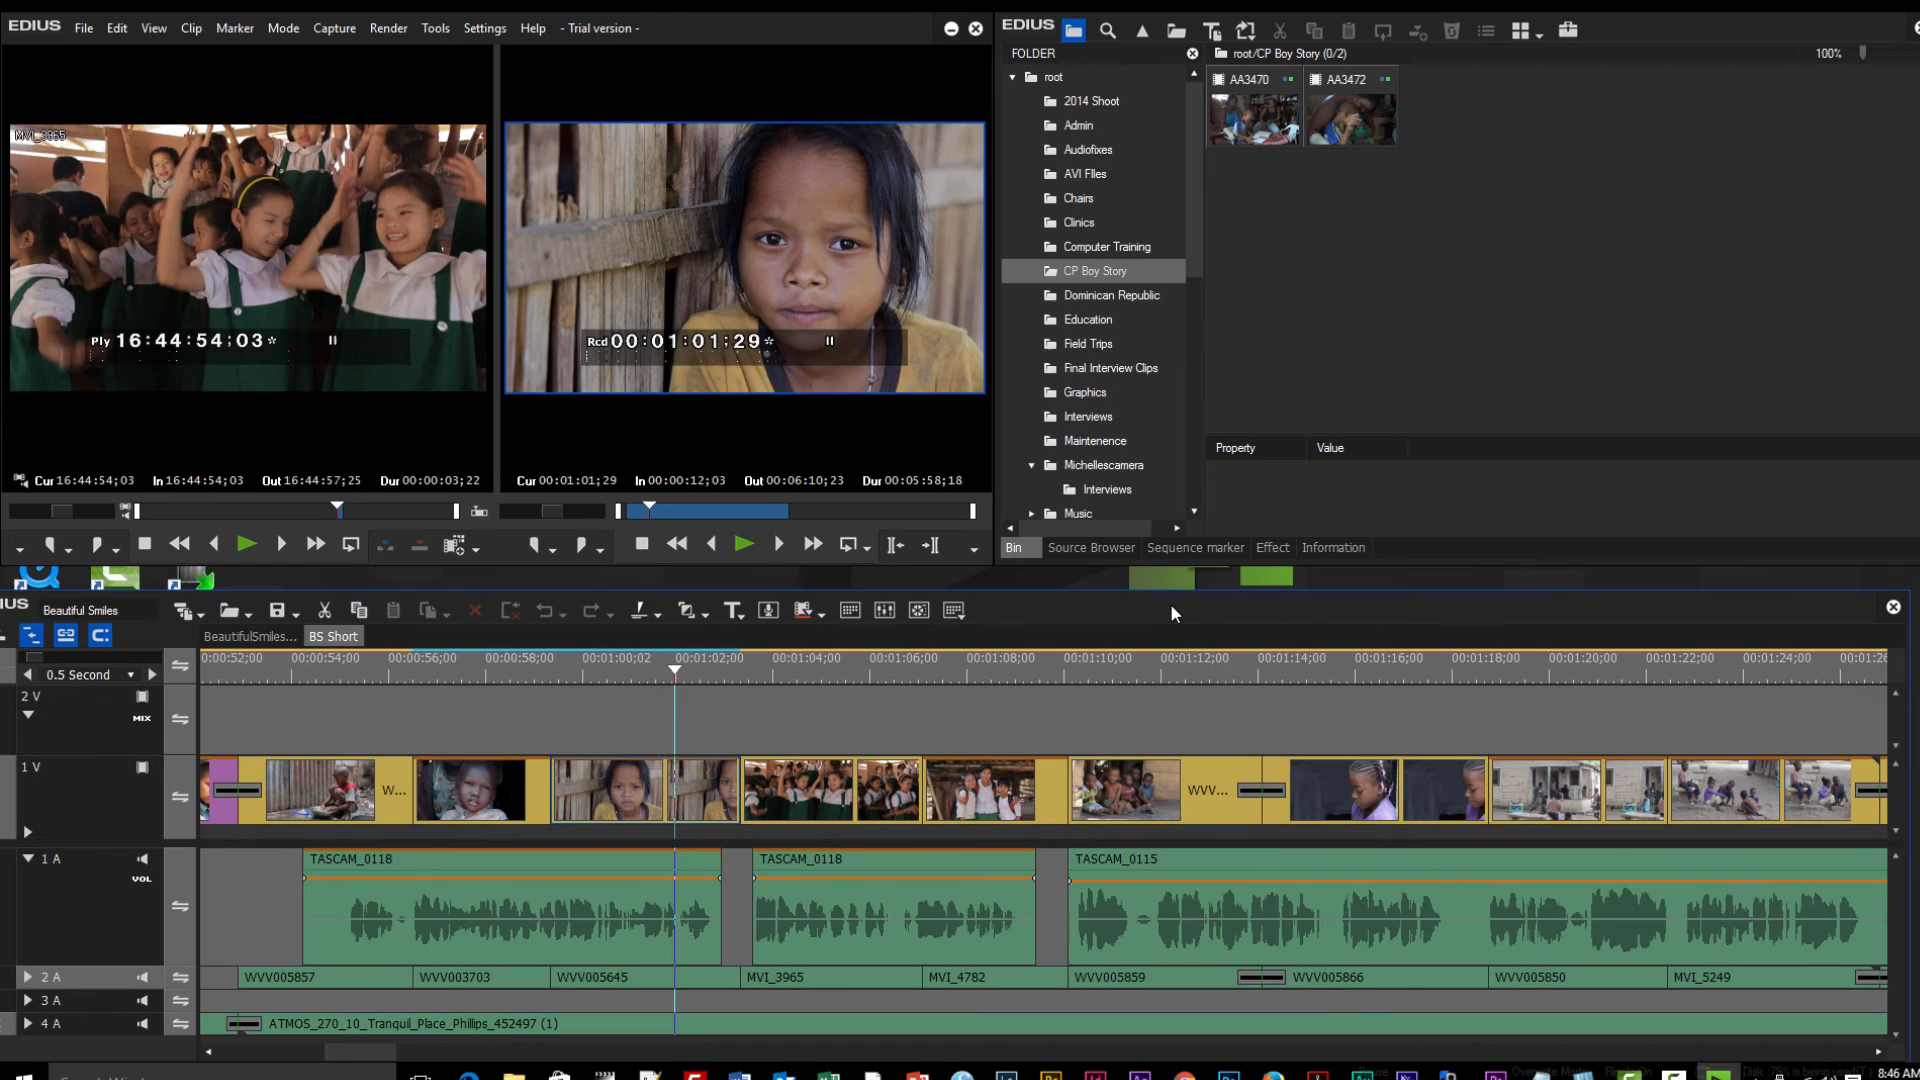 EDIUS File Edit View Clip Marker Mode Capture Render Tools Settings Help - Trial version -
EDIUS
FOLDER
root/CP Boy Story (0/2)
100%
root
2014 Shoot
Admin
Audiofixes
AVI FIles
Chairs
Clinics
Computer Training
CP Boy Story
Dominican Republic
Education
Field Trips
Final Interview Clips
Graphics
Interviews
Maintenence
Michellescamera
Interviews
Music
AA3470
AA3472
Property Value
Bin Source Browser Sequence marker Effect Information
MVI_3965
Ply 16:44:54;03*
Rcd 00:01:01;29*
Cur 16:44:54;03 In 16:44:54;03 Out 16:44:57;25 Dur 00:00:03;22
Cur 00:01:01;29 In 00:00:12;03 Out 00:06:10;23 Dur 00:05:58;18
DIUS Beautiful Smiles
BeautifulSmiles... BS Short
0:00:52;00 00:00:54;00 00:00:56;00 00:00:58;00 00:01:00;02 00:01:02;00 00:01:04;00 00:01:06;00 00:01:08;00 00:01:10;00 00:01:12;00 00:01:14;00 00:01:16;00 00:01:18;00 00:01:20;00 00:01:22;00 00:01:24;00 00:01:26
0.5 Second
2 V
MIX
1 V
W... WVV...
1 A
VOL
TASCAM_0118 TASCAM_0118 TASCAM_0115
2 A
WVV005857 WVV003703 WVV005645 MVI_3965 MVI_4782 WVV005859 WVV005866 WVV005850 MVI_5249
3 A
4 A
ATMOS_270_10_Tranquil_Place_Phillips_452497 (1)
8:46 AM